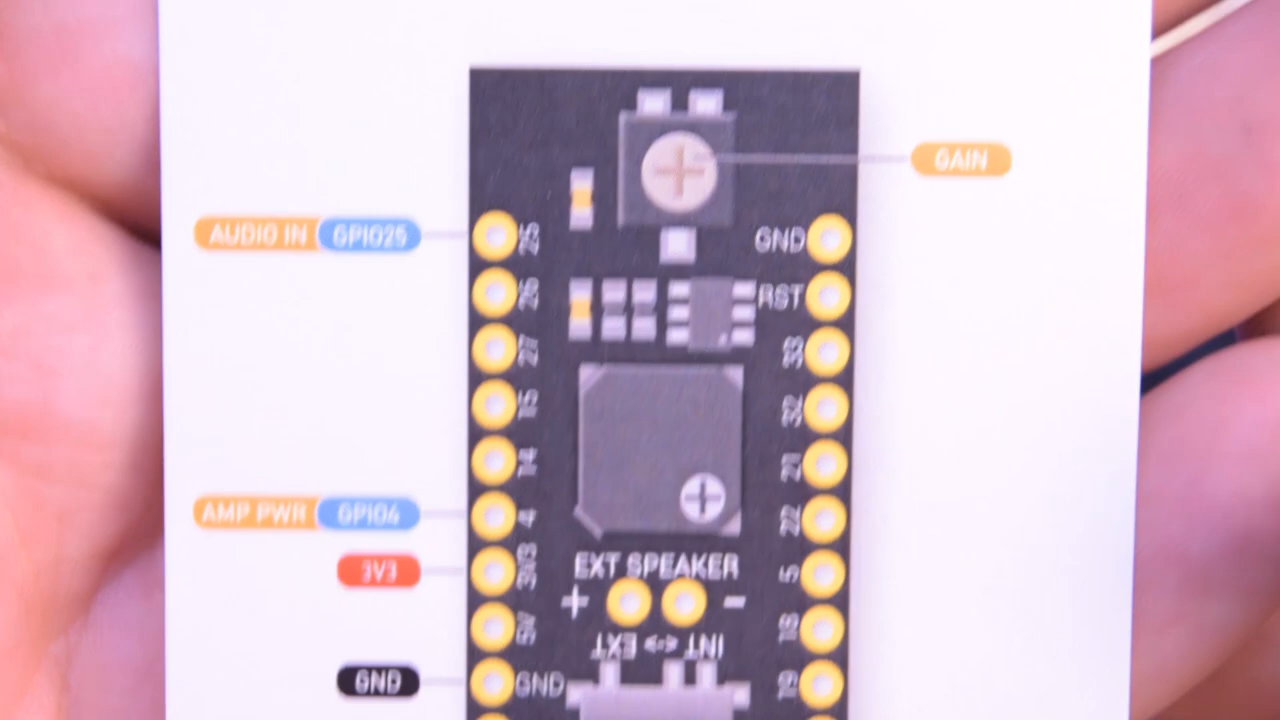 GAIN
AUDIO IN GPIO25 25 GND
26 RST
27 33
15 32
14 21
AMP PWR GPIO4 4 22
3V3 3V3 5
EXT SPEAKER
+ -
5V 18
EXT <-> INT
GND GND 19